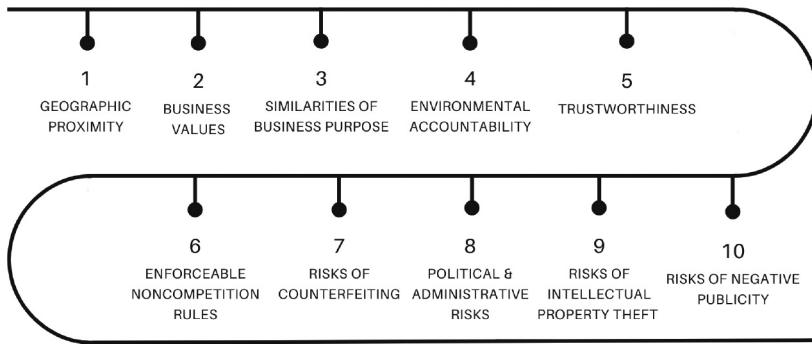 1
GEOGRAPHIC
PROXIMITY
2
BUSINESS
VALUES
3
SIMILARITIES OF
BUSINESS PURPOSE
4
ENVIRONMENTAL
ACCOUNTABILITY
5
TRUSTWORTHINESS
6
ENFORCEABLE
NONCOMPETITION
RULES
7
RISKS OF
COUNTERFEITING
8
POLITICAL &
ADMINISTRATIVE
RISKS
9
RISKS OF
INTELLECTUAL
PROPERTY THEFT
10
RISKS OF NEGATIVE
PUBLICITY